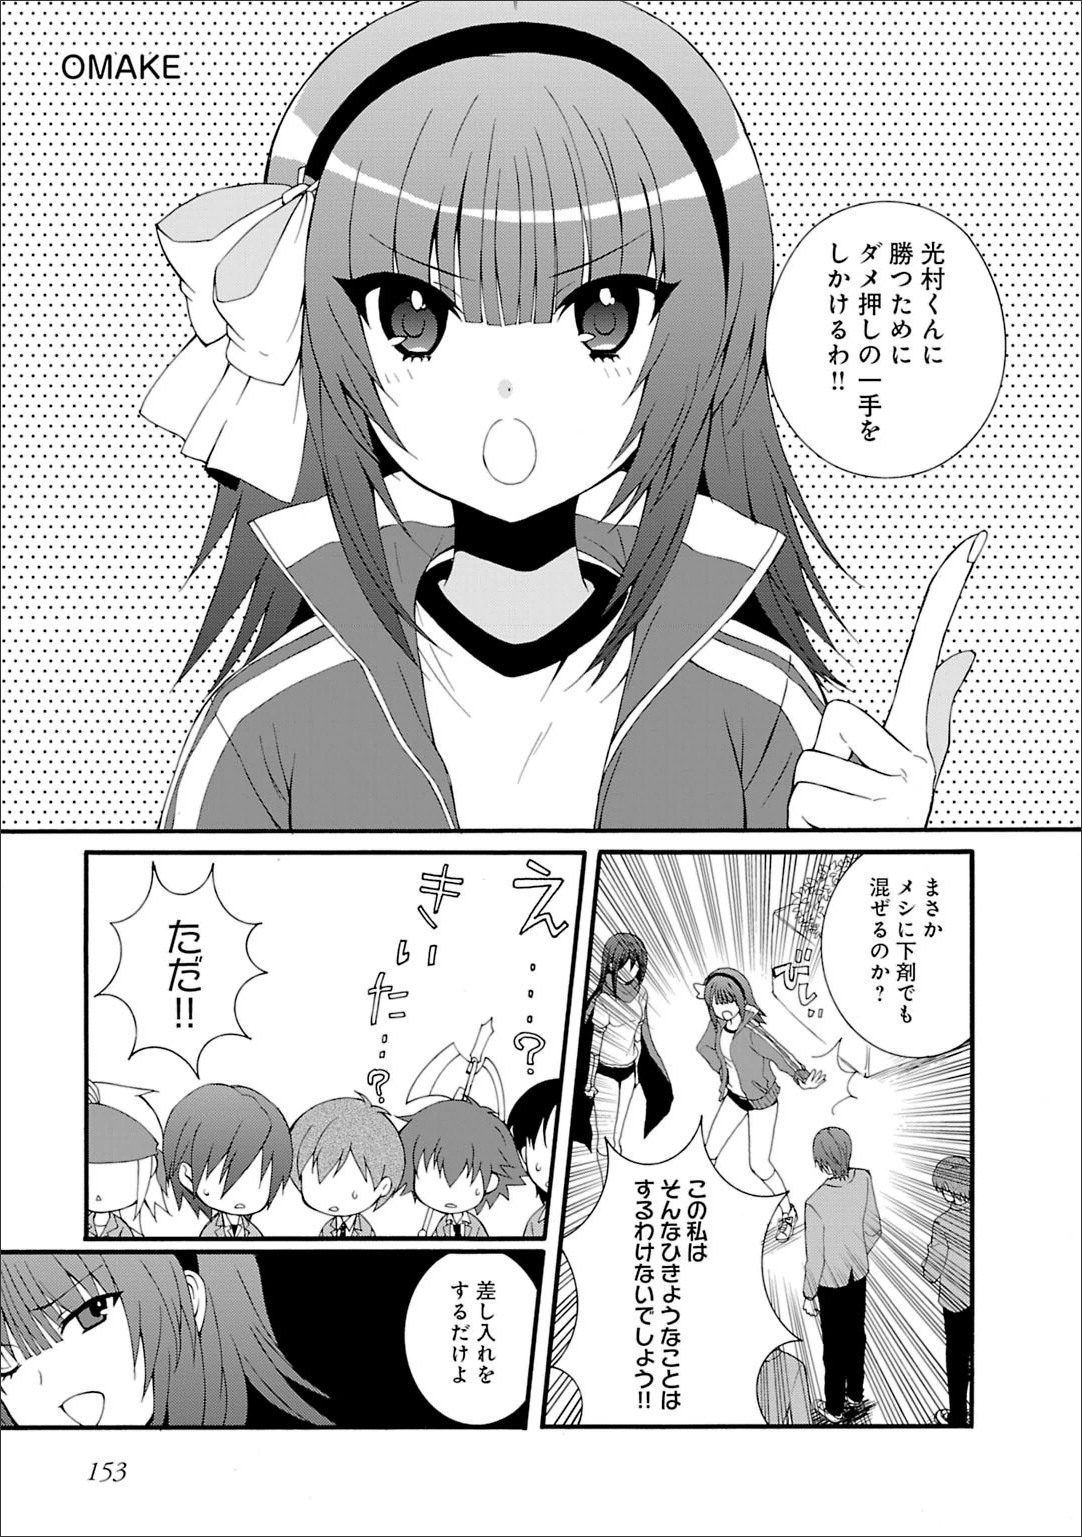 OMAKE
光村くんに
勝つために
ダメ押しの一手を
しかけるわ!!
まさか
メシに下剤でも
混ぜるのか?
びしぃ
この私は
そんなひきょうなことは
するわけないでしょう!!
え…?
きいた…?
ただ!!
差し入れを
するだけよ
153